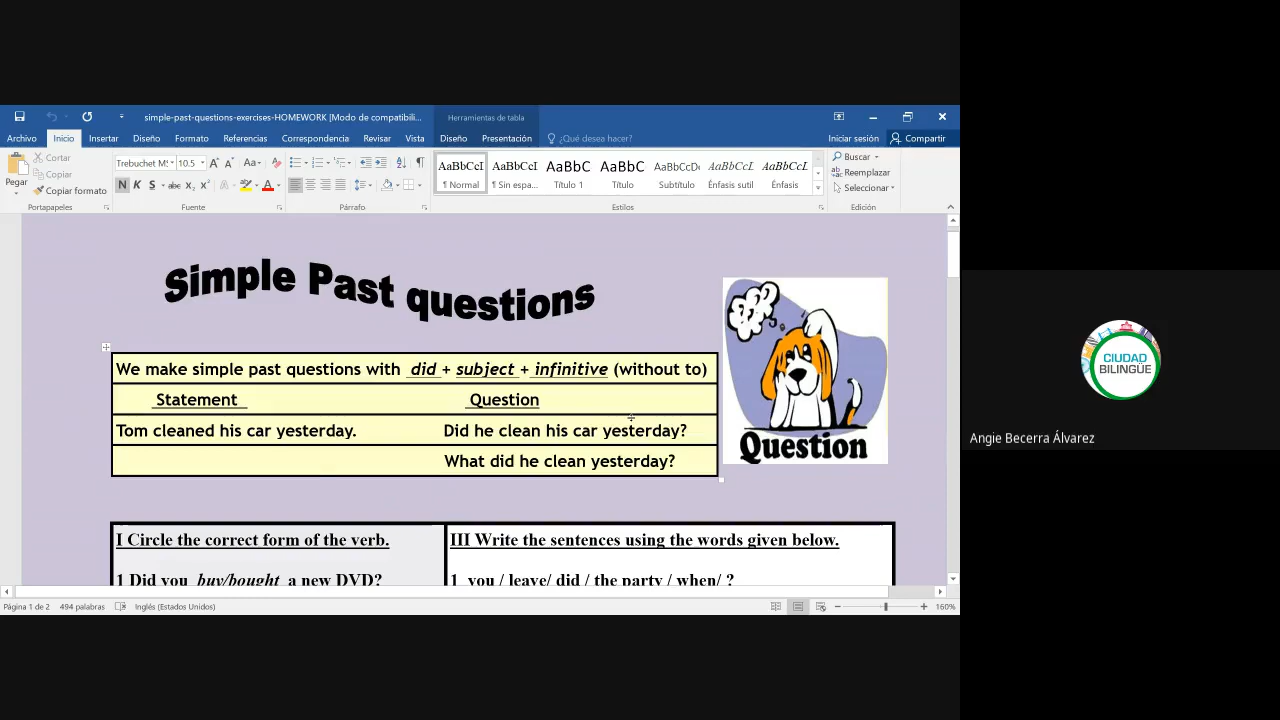 simple-past-questions-exercises-HOMEWORK [Modo de compatibili...
Herramientas de tabla
Archivo Inicio Insertar Diseño Formato Referencias Correspondencia Revisar Vista Diseño Presentación ¿Qué desea hacer? Iniciar sesión Compartir
Pegar
Cortar
Copiar
Copiar formato
Portapapeles
Trebuchet M! 10.5
N K S abc x₂ x²
Fuente
Párrafo
AaBbCcI AaBbCcI AaBbC AaBbC AaBbCcD AaBbCcL AaBbCcL
¶ Normal ¶ Sin espa... Título 1 Título Subtítulo Énfasis sutil Énfasis
Estilos
Buscar
Reemplazar
Seleccionar
Edición
Simple Past questions
We make simple past questions with did + subject + infinitive (without to)
Statement Question
Tom cleaned his car yesterday. Did he clean his car yesterday?
What did he clean yesterday?
Question
I Circle the correct form of the verb.
1 Did you buy/bought a new DVD?
III Write the sentences using the words given below.
1 you / leave/ did / the party / when/ ?
Página 1 de 2 494 palabras Inglés (Estados Unidos) 160%
CIUDAD
BILINGÜE
Angie Becerra Álvarez